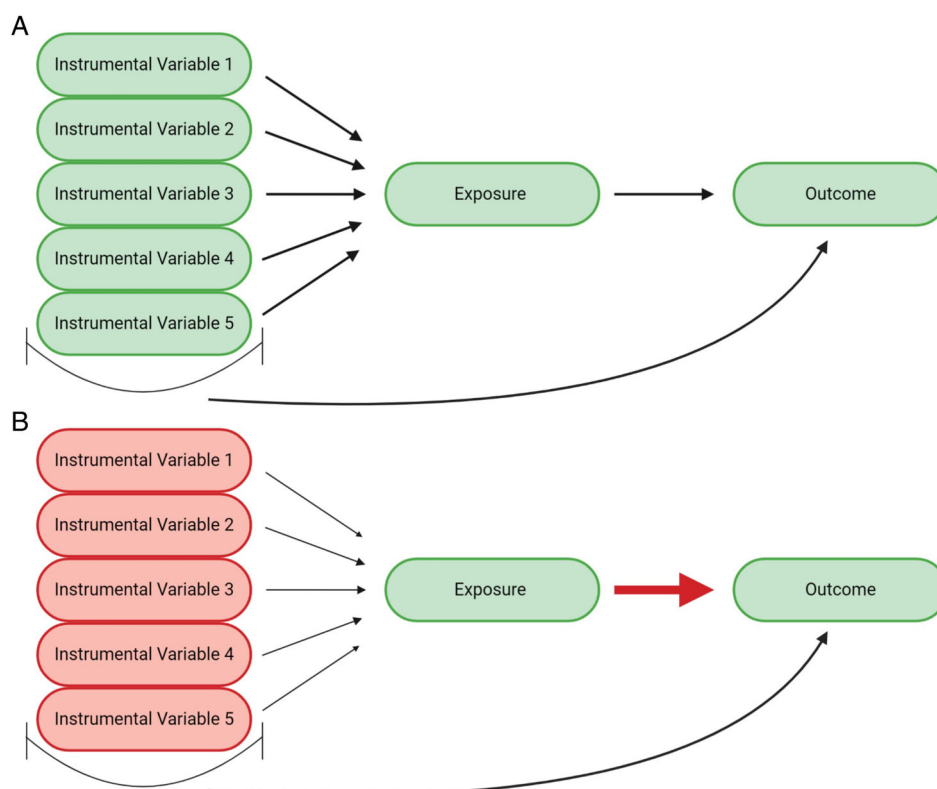 A
Instrumental Variable 1
Instrumental Variable 2
Instrumental Variable 3
Instrumental Variable 4
Instrumental Variable 5
Exposure
Outcome
B
Instrumental Variable 1
Instrumental Variable 2
Instrumental Variable 3
Instrumental Variable 4
Instrumental Variable 5
Exposure
Outcome